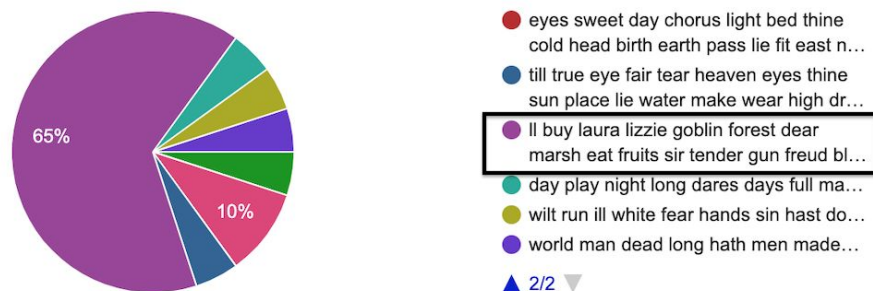 65%
10%
eyes sweet day chorus light bed thine
cold head birth earth pass lie fit east n...
till true eye fair tear heaven eyes thine
sun place lie water make wear high dr...
ll buy laura lizzie goblin forest dear
marsh eat fruits sir tender gun freud bl...
day play night long dares days full ma...
wilt run ill white fear hands sin hast do...
world man dead long hath men made...
2/2